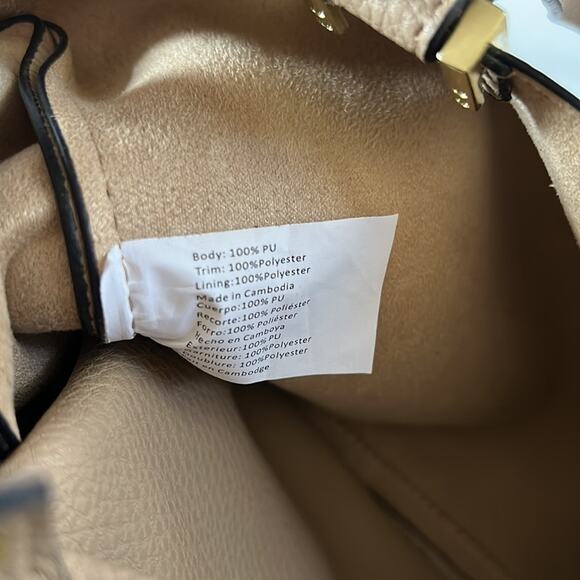 Body: 100% PU
Trim: 100%Polyester
Lining:100%Polyester
Made in Cambodia
Cuerpo:100% PU
Recorte: 100% Poliéster
Forro: 100% Poliéster
Hecho en Camboya
Exterieur: 100% PU
Garniture: 100%Polyester
Doublure: 100%Polyester
en Cambodge